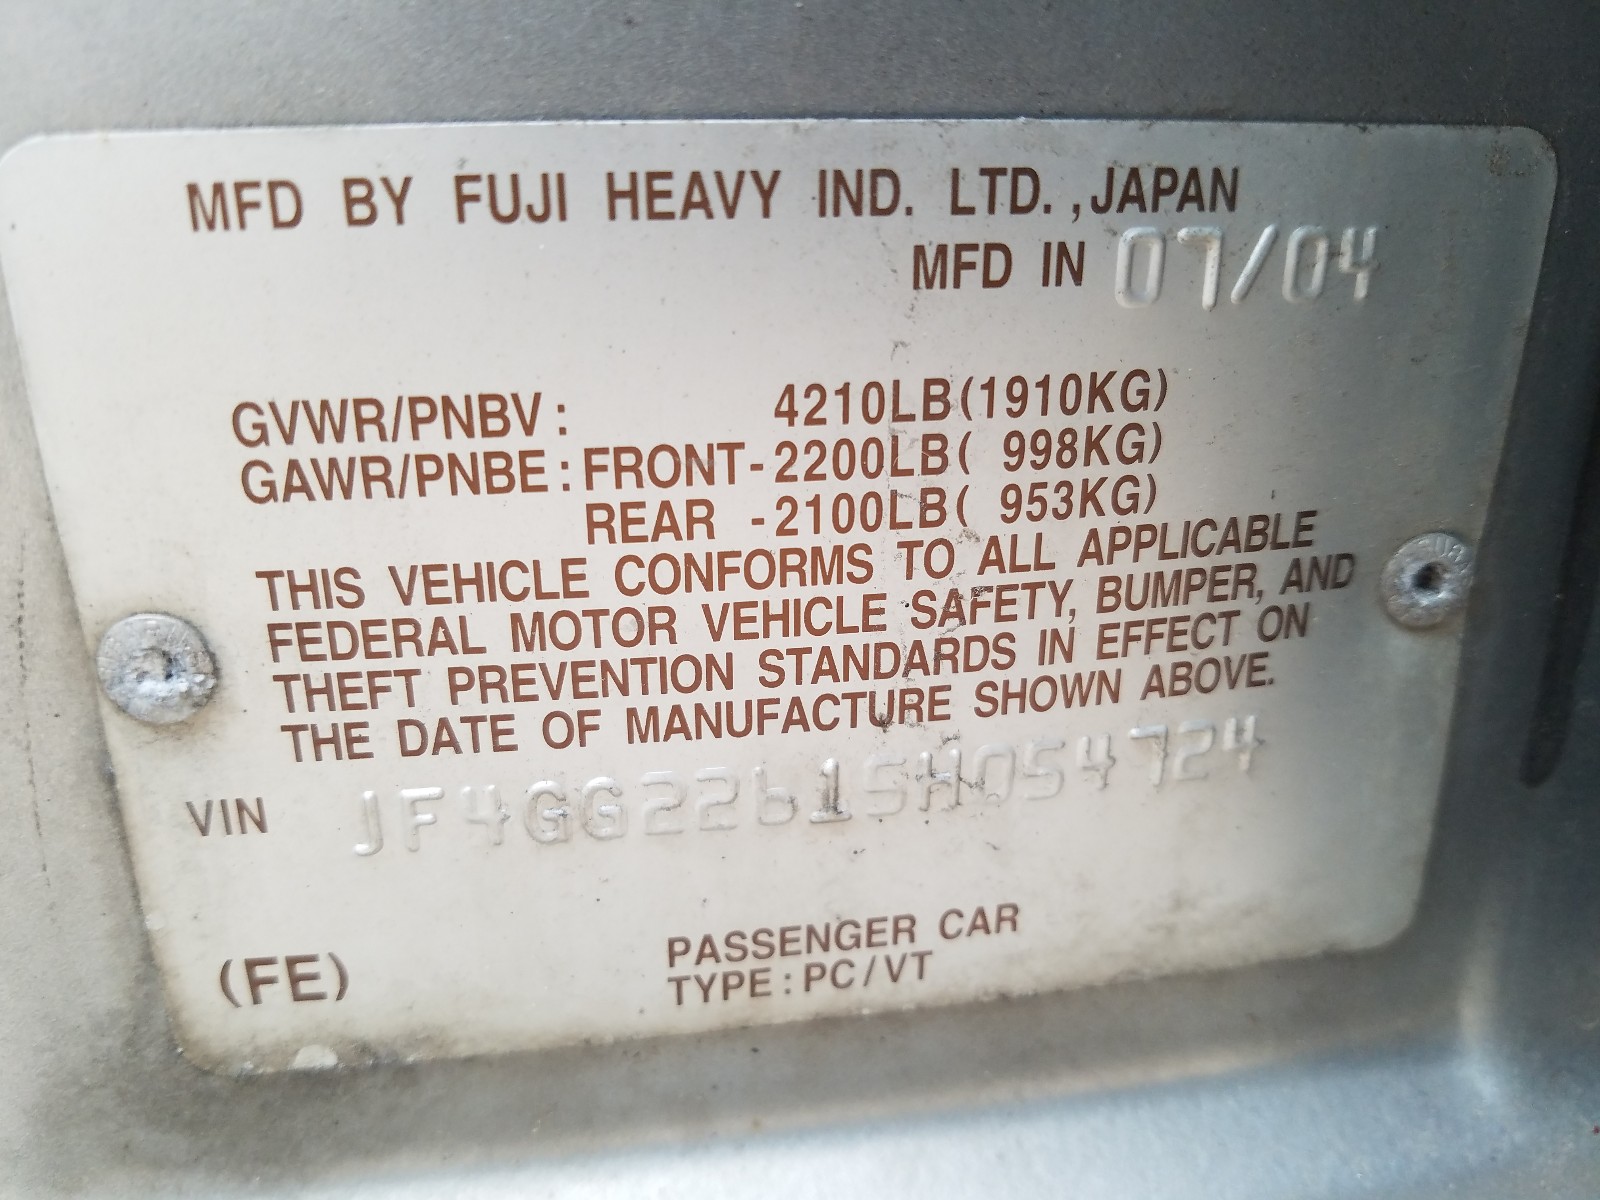 MFD BY FUJI HEAVY IND. LTD.,JAPAN
MFD IN 07/04
GVWR/PNBV: 4210LB(1910KG)
GAWR/PNBE:FRONT-2200LB( 998KG)
REAR -2100LB( 953KG)
THIS VEHICLE CONFORMS TO ALL APPLICABLE
FEDERAL MOTOR VEHICLE SAFETY, BUMPER, AND
THEFT PREVENTION STANDARDS IN EFFECT ON
THE DATE OF MANUFACTURE SHOWN ABOVE.
VIN JF4GG22615H054724
PASSENGER CAR
(FE) TYPE:PC/VT